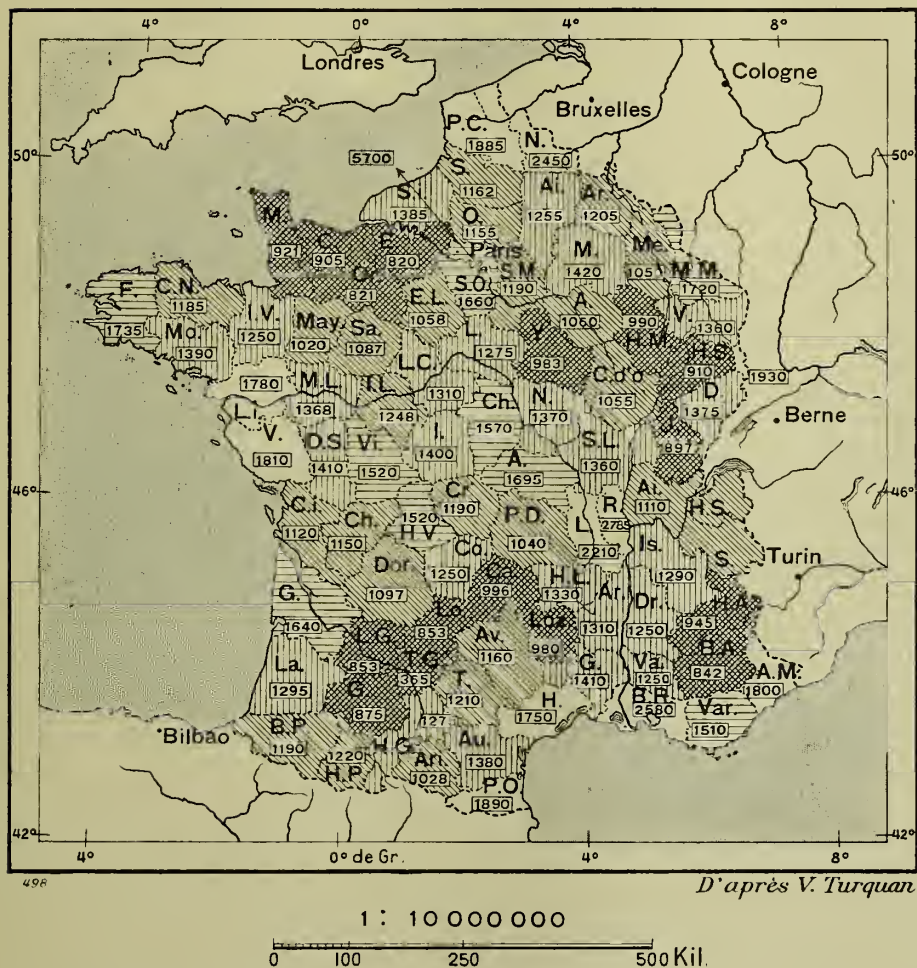 4° 0° 4° 8°
Londres
Cologne
Bruxelles
P.C.
1885
N.
2450
50° 50°
5700
S.
1162
S.
1385
Ai.
1255
Ar.
1205
O.
1155
M.
921
C.
905
E.
820
Paris
S.M.
1190
M.
1420
Me.
105
M.M.
1720
Or.
821
S.O.
1660
F.
1735
C.N.
1185
I.V.
1250
May.
1020
Sa.
1087
E.L.
1058
A.
1060
990
H.M.
V.
1360
Mo.
1390
L.
1275
Y.
983
H.S.
910
1930
L.C.
1310
C.d'o
1055
D
1375
1780
L.i.
M.L.
1368
I.L.
1248
Ch.
1570
N.
1370
J.
897
Berne
V.
1810
D.S.
1410
Vi.
1520
I.
1400
A.
1695
S.L.
1360
46° 46°
C.i.
1120
Ch.
1150
1520
H.V.
Cr.
1190
P.D.
1040
L.
2210
R.
2785
Ai.
1110
H.S.
Dor.
1097
Co.
1250
Ca.
996
H.L.
1330
Is.
1290
S.
Turin
G.
1640
Lo.
853
Loz.
980
Ar.
1310
Dr.
1250
H.A.
945
L.G.
853
T.G.
365
Av.
1160
G.
1410
Va.
1250
B.A.
842
A.M.
1800
La.
1295
G.
875
T.
1210
H.
1750
B.R.
2580
Var.
1510
Bilbao
B.P.
1190
1220
H.P.
127
H.G.
Ari.
1028
Au.
1380
P.O.
1890
42° 42°
4° 0° de Gr. 4° 8°
498 D'après V. Turquan
1 : 10 000 000
0 100 250 500 Kil.